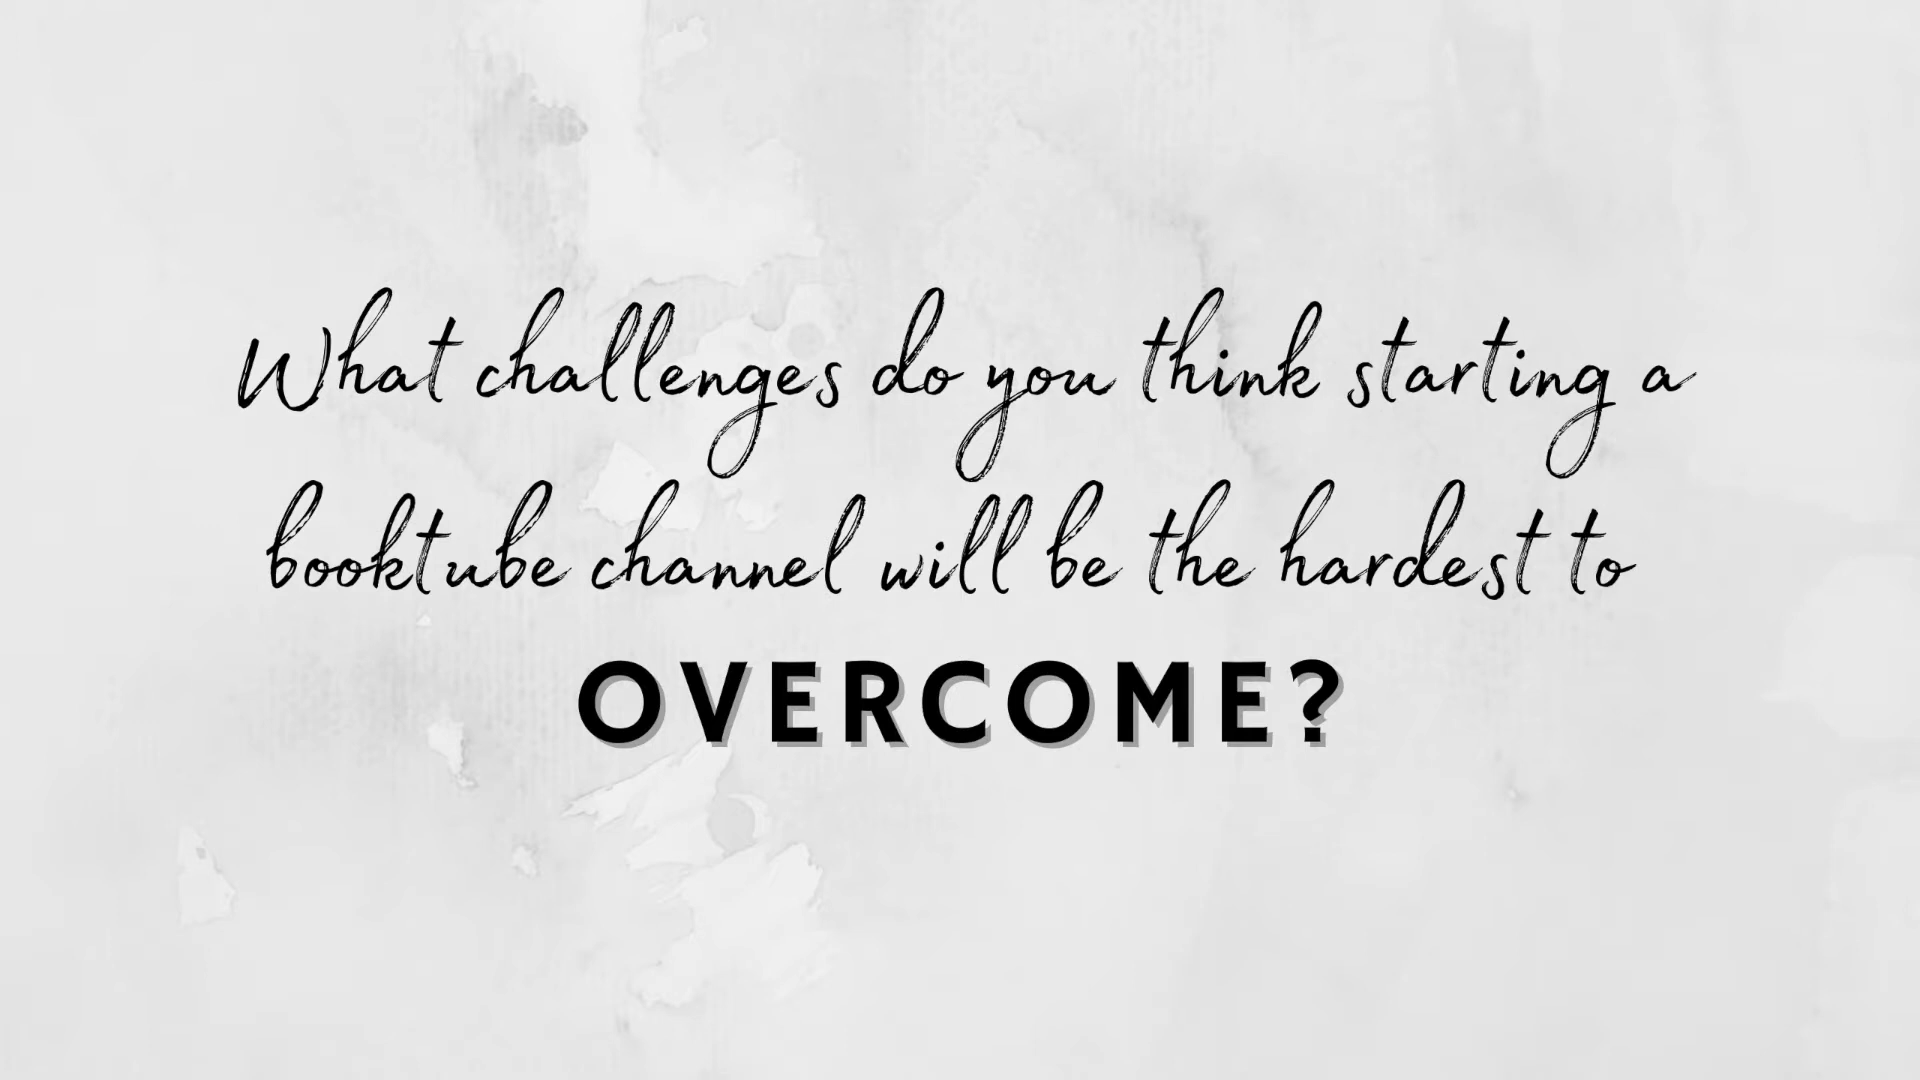 What challenges do you think starting a
booktube channel will be the hardest to
OVERCOME?